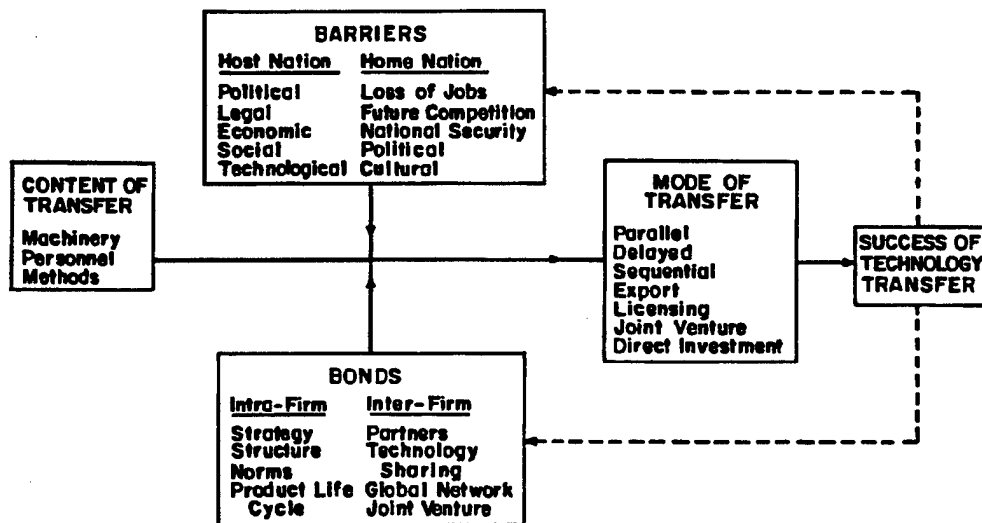 BARRIERS
Host Nation Home Nation
Political Loss of Jobs
Legal Future Competition
Economic National Security
Social Political
Technological Cultural
CONTENT OF
TRANSFER
Machinery
Personnel
Methods
MODE OF
TRANSFER
Parallel
Delayed
Sequential
Export
Licensing
Joint Venture
Direct Investment
SUCCESS OF
TECHNOLOGY
TRANSFER
BONDS
Intra-Firm Inter-Firm
Strategy Partners
Structure Technology
Norms Sharing
Product Life Global Network
Cycle Joint Venture